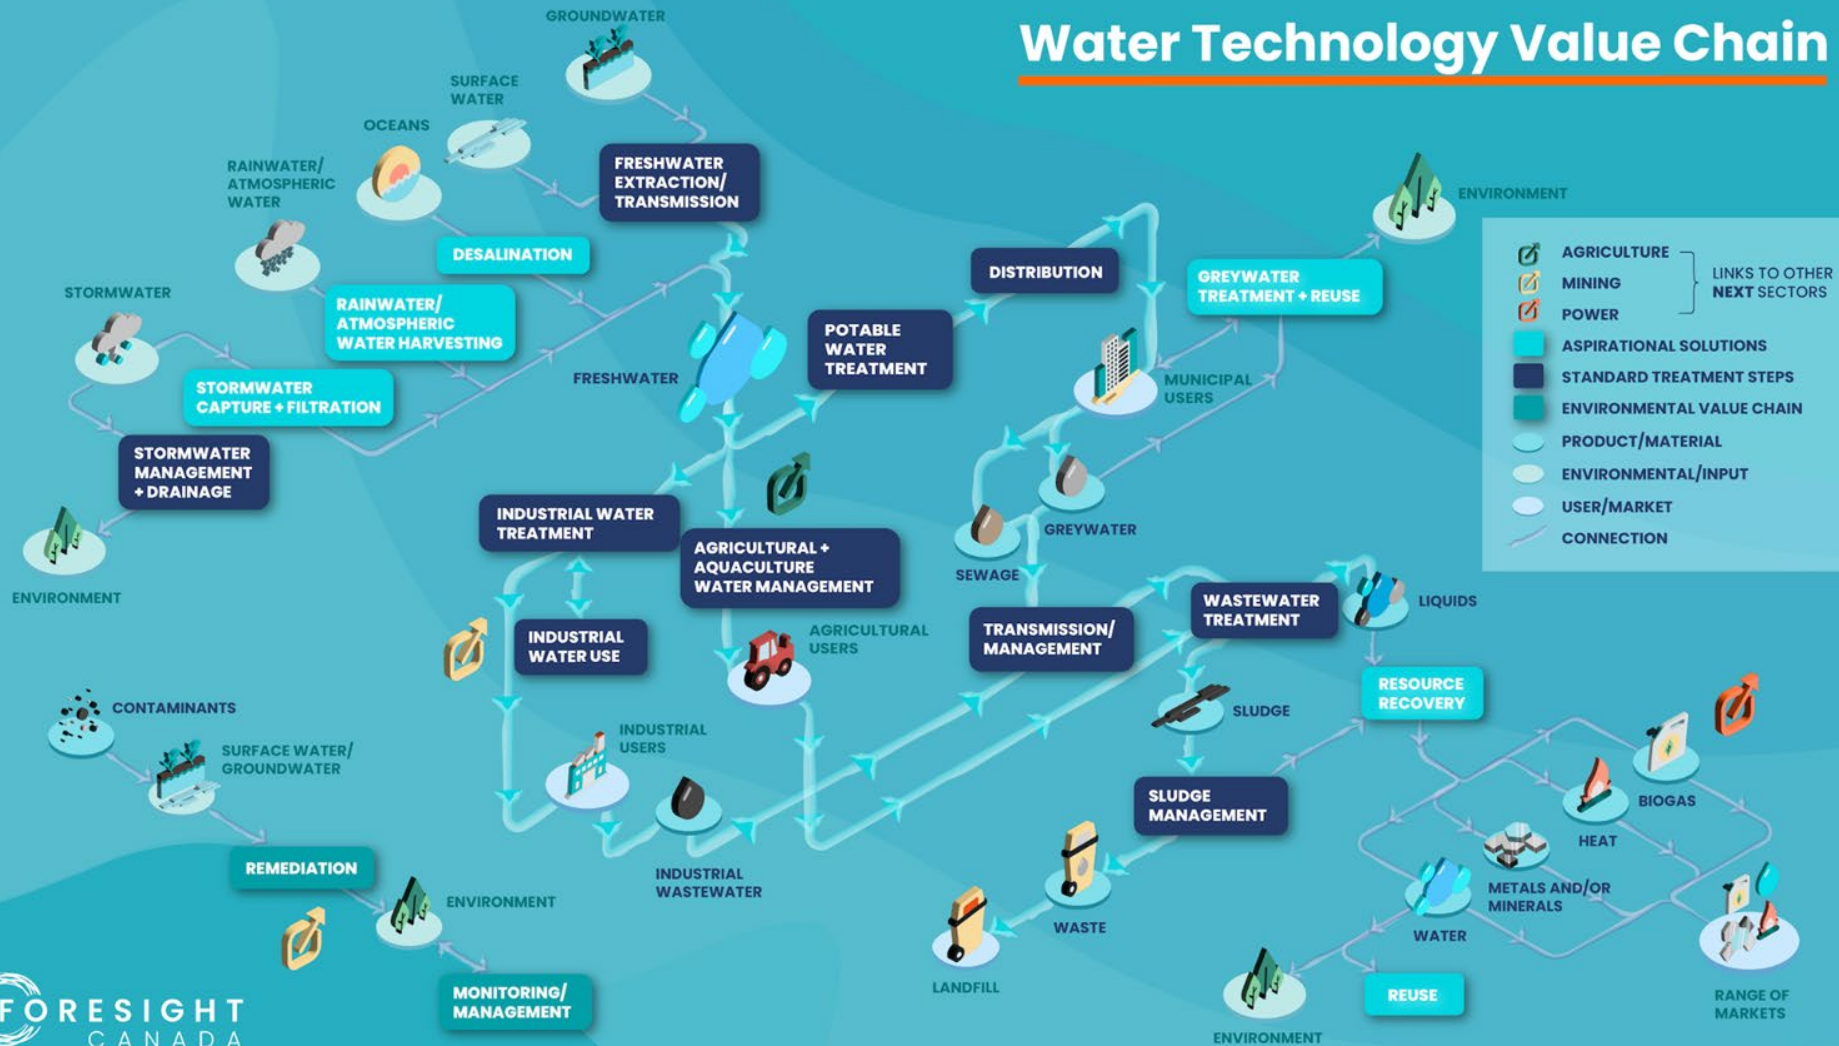 Water Technology Value Chain
GROUNDWATER
SURFACE
WATER
OCEANS
RAINWATER/
ATMOSPHERIC
WATER
STORMWATER
FRESHWATER
EXTRACTION/
TRANSMISSION
DESALINATION
RAINWATER/
ATMOSPHERIC
WATER HARVESTING
STORMWATER
CAPTURE + FILTRATION
STORMWATER
MANAGEMENT
+ DRAINAGE
ENVIRONMENT
FRESHWATER
POTABLE
WATER
TREATMENT
DISTRIBUTION
GREYWATER
TREATMENT + REUSE
ENVIRONMENT
MUNICIPAL
USERS
AGRICULTURE
MINING
POWER
LINKS TO OTHER
NEXT SECTORS
ASPIRATIONAL SOLUTIONS
STANDARD TREATMENT STEPS
ENVIRONMENTAL VALUE CHAIN
PRODUCT/MATERIAL
ENVIRONMENTAL/INPUT
USER/MARKET
CONNECTION
INDUSTRIAL WATER
TREATMENT
AGRICULTURAL +
AQUACULTURE
WATER MANAGEMENT
INDUSTRIAL
WATER USE
AGRICULTURAL
USERS
GREYWATER
SEWAGE
TRANSMISSION/
MANAGEMENT
WASTEWATER
TREATMENT
LIQUIDS
RESOURCE
RECOVERY
SLUDGE
SLUDGE
MANAGEMENT
CONTAMINANTS
SURFACE WATER/
GROUNDWATER
INDUSTRIAL
USERS
INDUSTRIAL
WASTEWATER
REMEDIATION
ENVIRONMENT
MONITORING/
MANAGEMENT
WASTE
LANDFILL
BIOGAS
HEAT
METALS AND/OR
MINERALS
WATER
ENVIRONMENT
REUSE
RANGE OF
MARKETS
FORESIGHT
CANADA